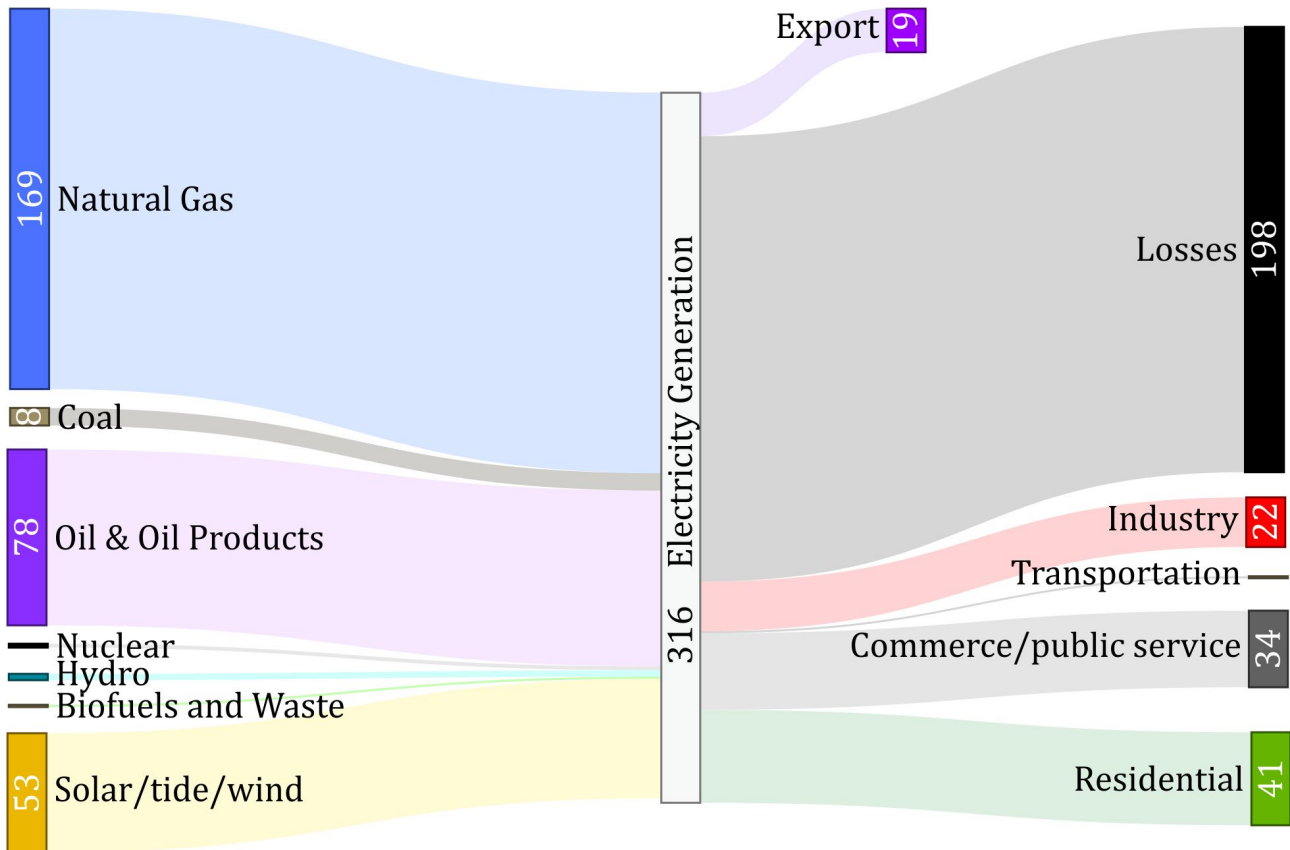 169
Natural Gas
8
Coal
78
Oil & Oil Products
Nuclear
Hydro
Biofuels and Waste
53
Solar/tide/wind
316 Electricity Generation
Export
19
Losses
198
Industry
22
Transportation
Commerce/public service
34
Residential
41